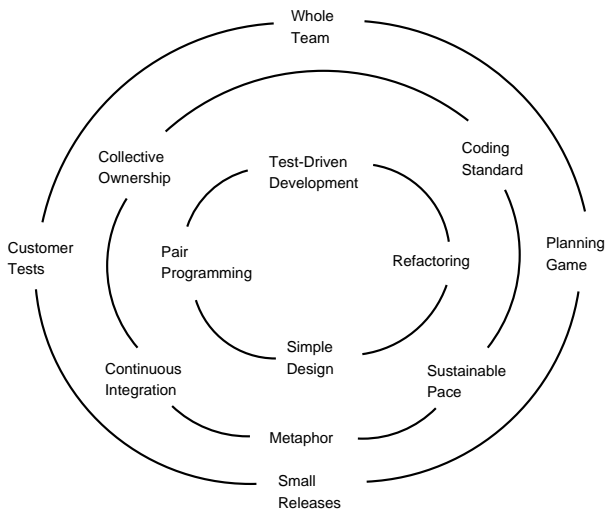 Whole
Team
Collective
Ownership
Test-Driven
Development
Coding
Standard
Customer
Tests
Pair
Programming
Refactoring
Planning
Game
Continuous
Integration
Simple
Design
Sustainable
Pace
Metaphor
Small
Releases